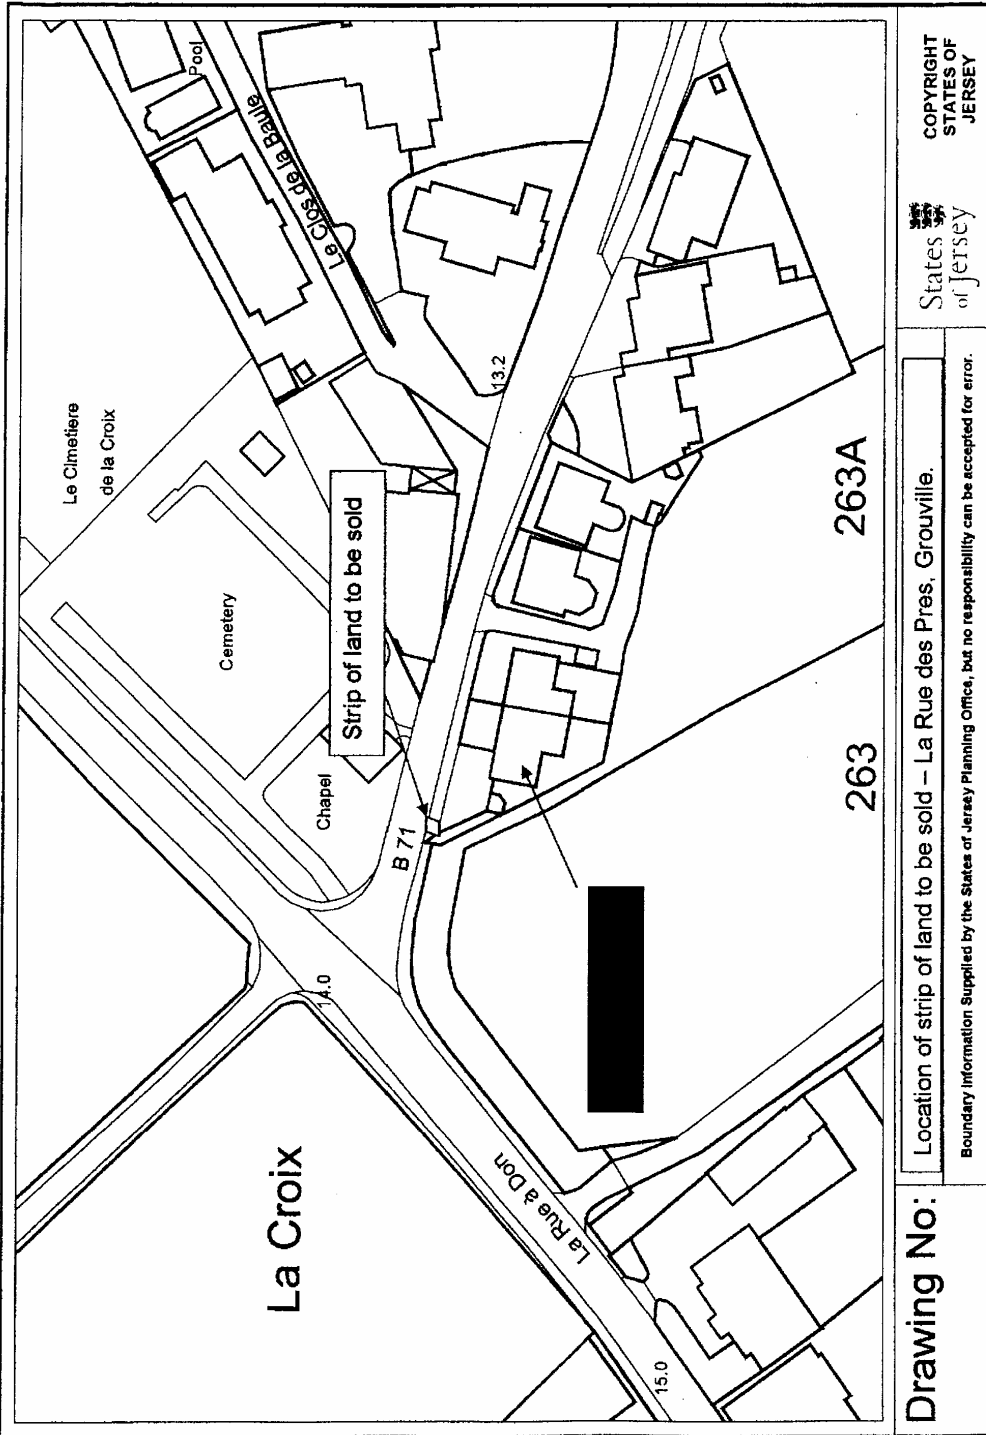 Le Cimetiere
de la Croix
Pool
Le Clos de la Baule
Cemetery
Strip of land to be sold
Chapel
13.2
B 71
14.0
La Croix
La Rue à Don
15.0
263
263A
Drawing No:
Location of strip of land to be sold – La Rue des Pres, Grouville.
Boundary information Supplied by the States of Jersey Planning Office, but no responsibility can be accepted for error.
States
of Jersey
COPYRIGHT
STATES OF
JERSEY